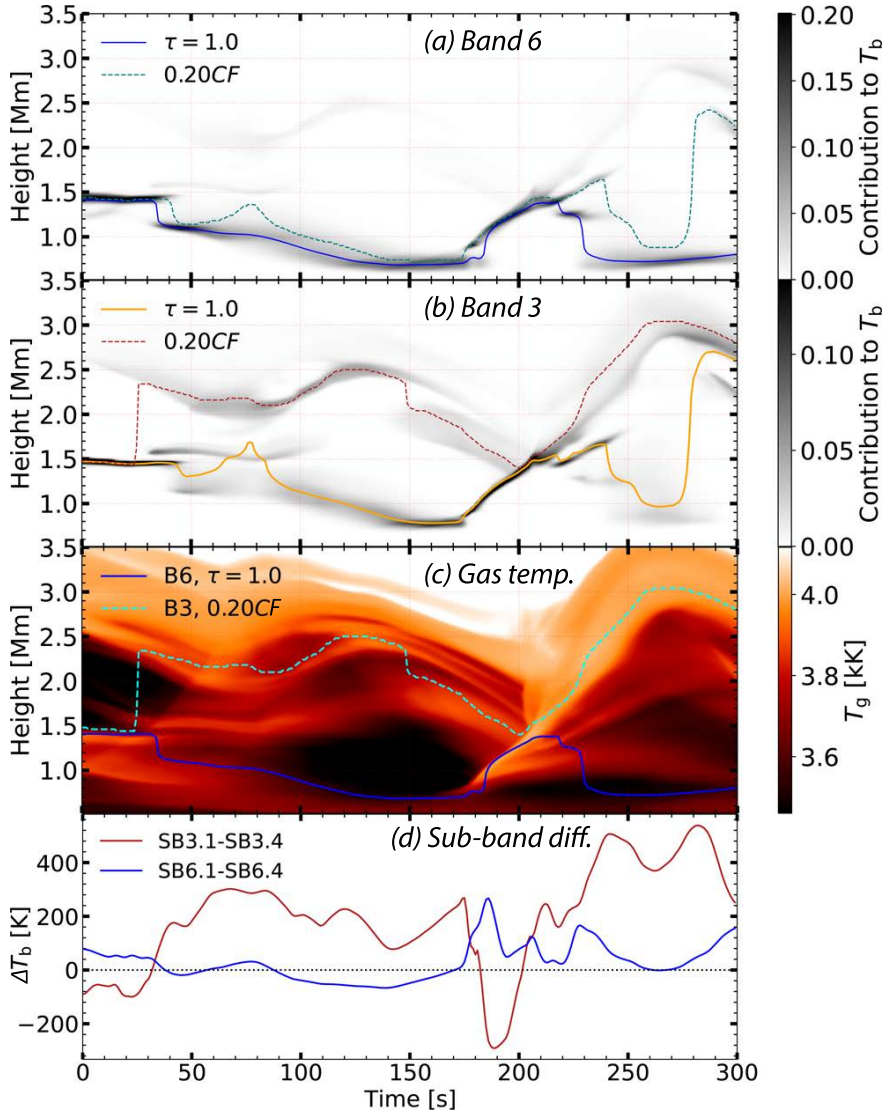 3.5
3.0
2.5
2.0
1.5
1.0
3.5
Height [Mm]
τ = 1.0
0.20CF
(a) Band 6
0.20
0.15
0.10
0.05
0.00
Contribution to Tb
3.0
2.5
2.0
1.5
1.0
3.5
Height [Mm]
τ = 1.0
0.20CF
(b) Band 3
0.10
0.05
0.00
Contribution to Tb
3.0
2.5
2.0
1.5
1.0
Height [Mm]
B6, τ = 1.0
B3, 0.20CF
(c) Gas temp.
4.0
3.8
3.6
Tg [kK]
400
200
0
−200
ΔTb [K]
SB3.1-SB3.4
SB6.1-SB6.4
(d) Sub-band diff.
0 50 100 150 200 250 300
Time [s]